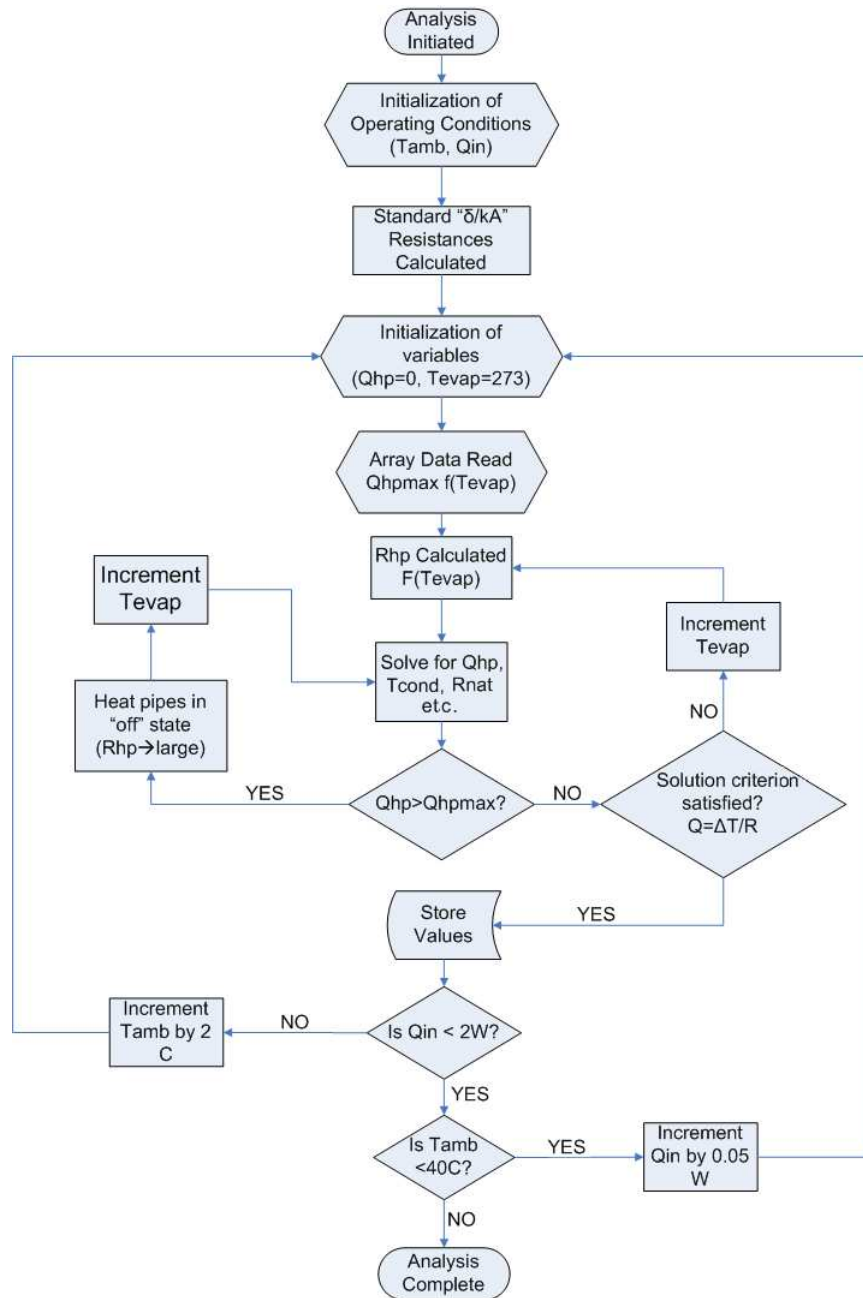 Analysis
Initiated
Initialization of
Operating Conditions
(Tamb, Qin)
Standard “δ/kA”
Resistances
Calculated
Initialization of
variables
(Qhp=0, Tevap=273)
Array Data Read
Qhpmax f(Tevap)
Rhp Calculated
F(Tevap)
Increment
Tevap
Increment
Tevap
Solve for Qhp,
Tcond, Rnat
etc.
Heat pipes in
“off” state
(Rhp→large)
NO
YES
Qhp>Qhpmax?
NO
Solution criterion
satisfied?
Q=ΔT/R
YES
Store
Values
Increment
Tamb by 2
C
NO
Is Qin < 2W?
YES
Is Tamb
<40C?
YES
Increment
Qin by 0.05
W
NO
Analysis
Complete